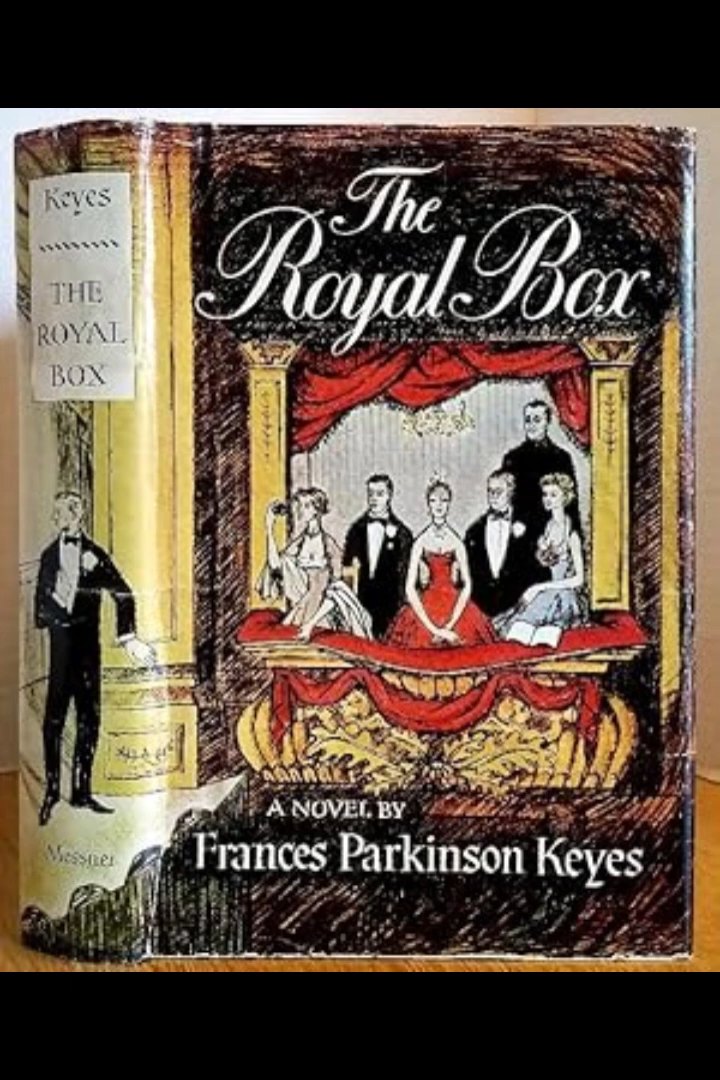 Keyes
THE
ROYAL
BOX
Messner
The
Royal Box
A NOVEL BY
Frances Parkinson Keyes